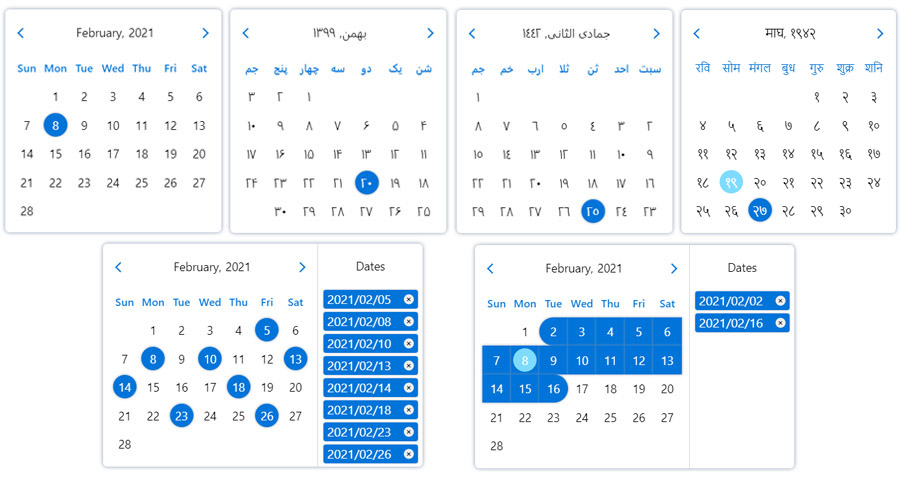 February, 2021
Sun Mon Tue Wed Thu Fri Sat
1 2 3 4 5 6
7 8 9 10 11 12 13
14 15 16 17 18 19 20
21 22 23 24 25 26 27
28
بهمن, ۱۳۹۹
شن یک دو سه چهار پنج جم
۱ ۲ ۳
۴ ۵ ۶ ۷ ۸ ۹ ۱۰
۱۱ ۱۲ ۱۳ ۱۴ ۱۵ ۱۶ ۱۷
۱۸ ۱۹ ۲۰ ۲۱ ۲۲ ۲۳ ۲۴
۲۵ ۲۶ ۲۷ ۲۸ ۲۹ ۳۰
جمادى الثانى, ١٤٤٢
سبت احد ثن ثلا ارب خم جم
١
٢ ٣ ٤ ٥ ٦ ٧ ٨
٩ ١٠ ١١ ١٢ ١٣ ١٤ ١٥
١٦ ١٧ ١٨ ١٩ ٢٠ ٢١ ٢٢
٢٣ ٢٤ ٢٥ ٢٦ ٢٧ ٢٨ ٢٩
माघ, १९४२
रवि सोम मंगल बुध गुरु शुक्र शनि
१ २ ३
४ ५ ६ ७ ८ ९ १०
११ १२ १३ १४ १५ १६ १७
१८ १९ २० २१ २२ २३ २४
२५ २६ २७ २८ २९ ३०
February, 2021
Sun Mon Tue Wed Thu Fri Sat
1 2 3 4 5 6
7 8 9 10 11 12 13
14 15 16 17 18 19 20
21 22 23 24 25 26 27
28
Dates
2021/02/05
2021/02/08
2021/02/10
2021/02/13
2021/02/14
2021/02/18
2021/02/23
2021/02/26
February, 2021
Sun Mon Tue Wed Thu Fri Sat
1 2 3 4 5 6
7 8 9 10 11 12 13
14 15 16 17 18 19 20
21 22 23 24 25 26 27
28
Dates
2021/02/02
2021/02/16